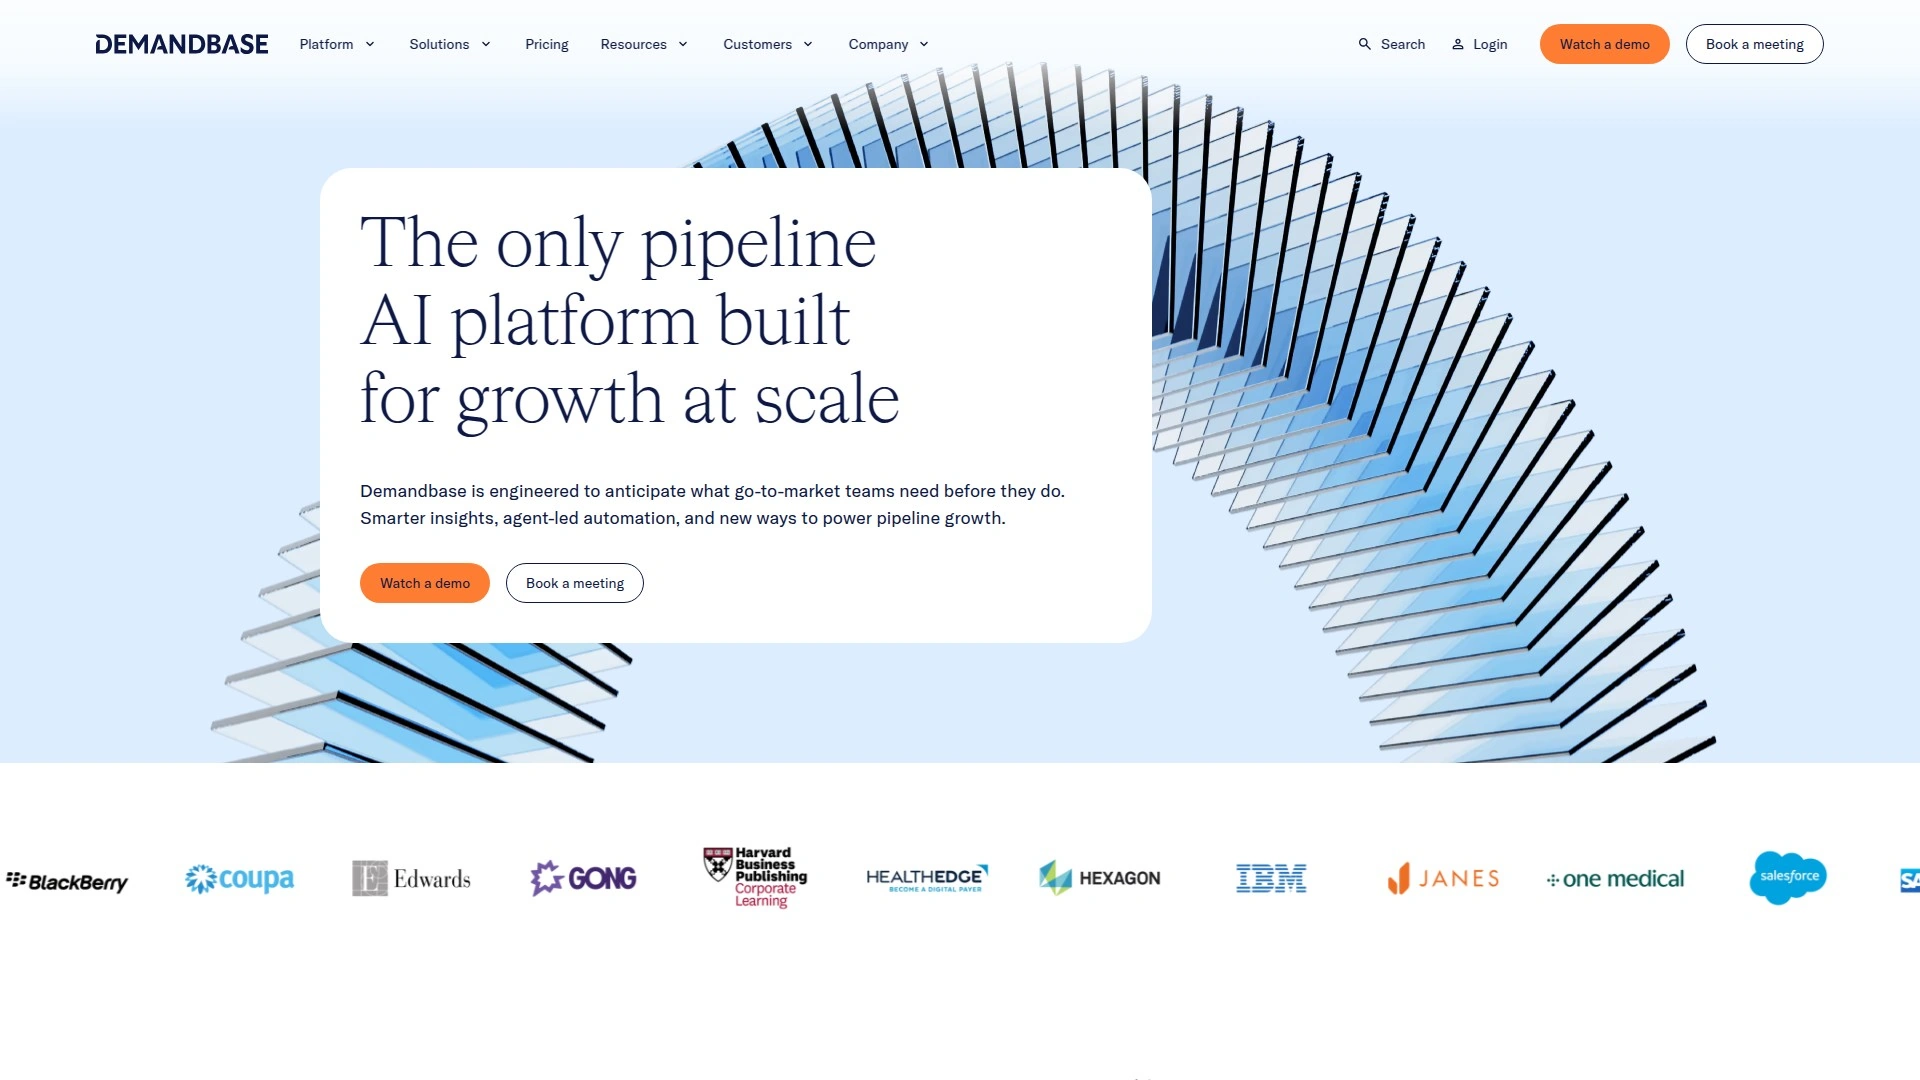 DEMANDBASE
Platform
Solutions
Pricing
Resources
Customers
Company
Search
Login
Watch a demo
Book a meeting
The only pipeline
AI platform built
for growth at scale
Demandbase is engineered to anticipate what go-to-market teams need before they do.
Smarter insights, agent-led automation, and new ways to power pipeline growth.
Watch a demo
Book a meeting
BlackBerry
coupa
E Edwards
GONG
Harvard
Business
Publishing
Corporate
Learning
HEALTHEDGE
BECOME A DIGITAL PAYER
HEXAGON
IBM
JANES
one medical
salesforce
SA